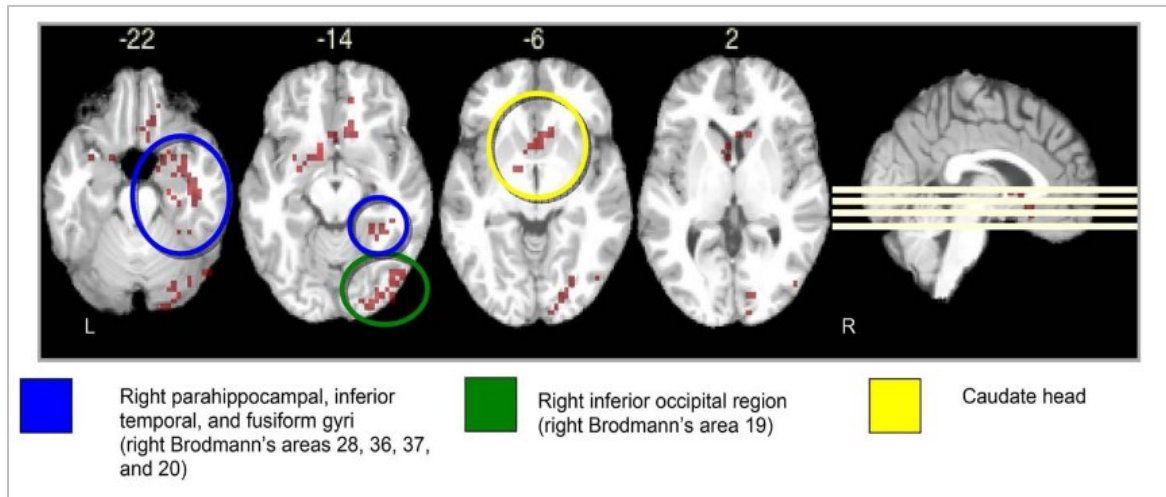 -22 -14 -6 2
L R
Right parahippocampal, inferior
temporal, and fusiform gyri
(right Brodmann's areas 28, 36, 37,
and 20)
Right inferior occipital region
(right Brodmann's area 19)
Caudate head